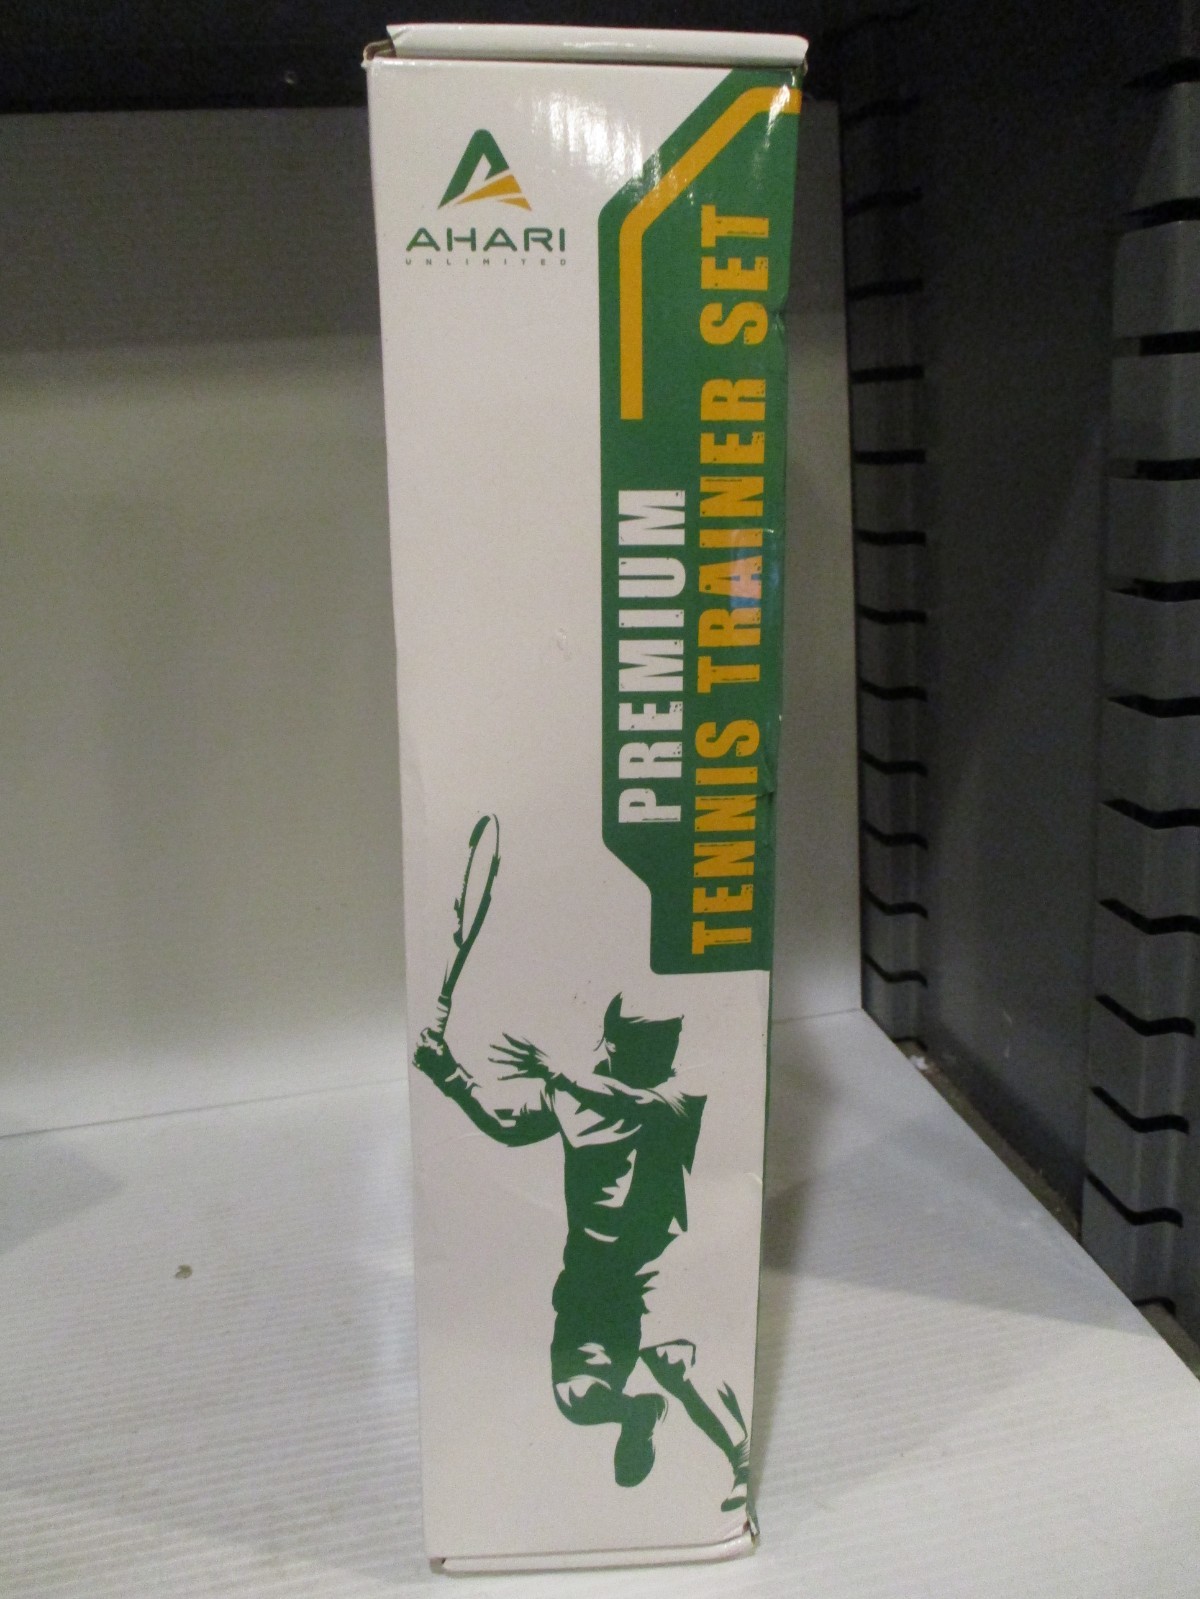 AHARI
UNLIMITED
PREMIUM
TENNIS TRAINER SET